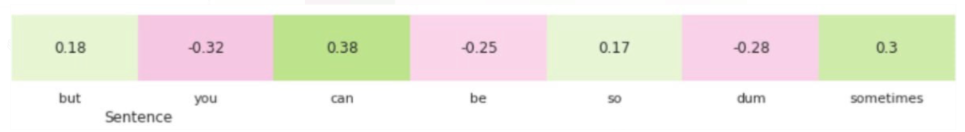 0.18 -0.32 0.38 -0.25 0.17 -0.28 0.3
but you can be so dum sometimes
Sentence